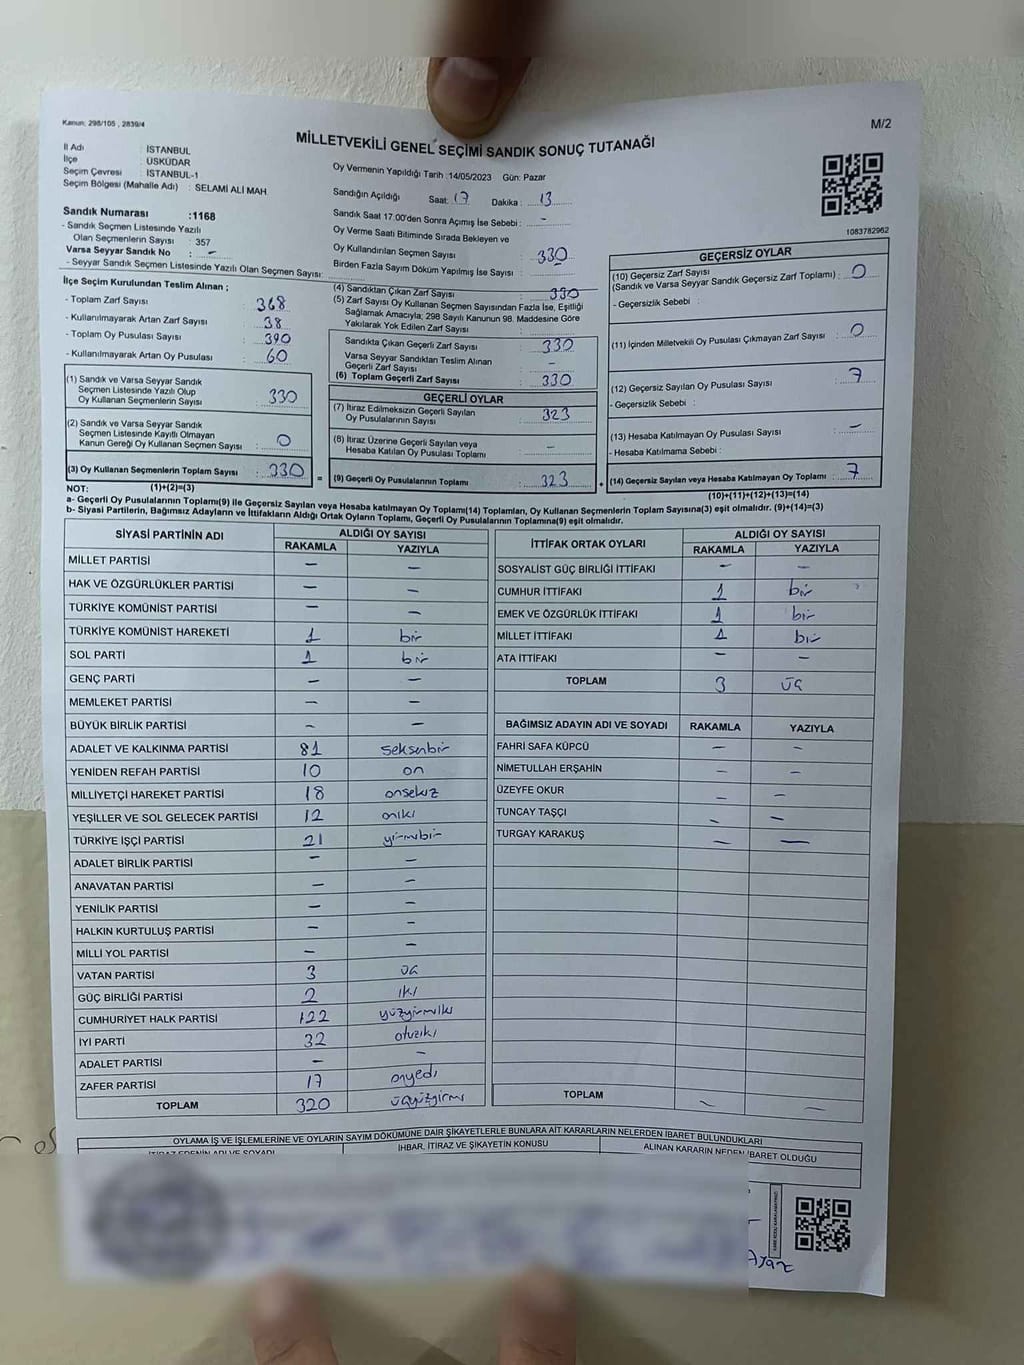 Kanun: 298/105 , 2839/4
M/2
MİLLETVEKİLİ GENEL SEÇİMİ SANDIK SONUÇ TUTANAĞI
İl Adı : İSTANBUL
İlçe : ÜSKÜDAR
Seçim Çevresi : İSTANBUL-1
Seçim Bölgesi (Mahalle Adı) : SELAMİ ALİ MAH.
Sandık Numarası :1168
- Sandık Seçmen Listesinde Yazılı
Olan Seçmenlerin Sayısı : 357
Varsa Seyyar Sandık No : -
- Seyyar Sandık Seçmen Listesinde Yazılı Olan Seçmen Sayısı:
Oy Vermenin Yapıldığı Tarih :14/05/2023 Gün: Pazar
Sandığın Açıldığı Saat: 17 Dakika : 13
Sandık Saat 17:00'den Sonra Açımış İse Sebebi : -
Oy Verme Saati Bitiminde Sırada Bekleyen ve
Oy Kullandırılan Seçmen Sayısı : 330
Birden Fazla Sayım Döküm Yapılmış İse Sayısı :
1083782962
İlçe Seçim Kurulundan Teslim Alınan ;
- Toplam Zarf Sayısı : 368
- Kullanılmayarak Artan Zarf Sayısı : 38
- Toplam Oy Pusulası Sayısı : 390
- Kullanılmayarak Artan Oy Pusulası : 60
(1) Sandık ve Varsa Seyyar Sandık
Seçmen Listesinde Yazılı Olup
Oy Kullanan Seçmenlerin Sayısı : 330
(2) Sandık ve Varsa Seyyar Sandık
Seçmen Listesinde Kayıtlı Olmayan
Kanun Gereği Oy Kullanan Seçmen Sayısı : 0
(3) Oy Kullanan Seçmenlerin Toplam Sayısı : 330
(4) Sandıktan Çıkan Zarf Sayısı : 330
(5) Zarf Sayısı Oy Kullanan Seçmen Sayısından Fazla İse, Eşitliği
Sağlamak Amacıyla; 298 Sayılı Kanunun 98. Maddesine Göre
Yakılarak Yok Edilen Zarf Sayısı :
Sandıkta Çıkan Geçerli Zarf Sayısı : 330
Varsa Seyyar Sandıktan Teslim Alınan
Geçerli Zarf Sayısı : -
(6) Toplam Geçerli Zarf Sayısı : 330
GEÇERLİ OYLAR
(7) İtiraz Edilmeksizin Geçerli Sayılan
Oy Pusulalarının Sayısı : 323
(8) İtiraz Üzerine Geçerli Sayılan veya
Hesaba Katılan Oy Pusulası Toplamı : -
= (9) Geçerli Oy Pusulalarının Toplamı : 323
GEÇERSİZ OYLAR
(10) Geçersiz Zarf Sayısı
(Sandık ve Varsa Seyyar Sandık Geçersiz Zarf Toplamı) : 0
- Geçersizlik Sebebi :
(11) İçinden Milletvekili Oy Pusulası Çıkmayan Zarf Sayısı : 0
(12) Geçersiz Sayılan Oy Pusulası Sayısı : 7
- Geçersizlik Sebebi :
(13) Hesaba Katılmayan Oy Pusulası Sayısı : -
- Hesaba Katılmama Sebebi :
+ (14) Geçersiz Sayılan veya Hesaba Katılmayan Oy Toplamı : 7
NOT: (1)+(2)=(3)
(10)+(11)+(12)+(13)=(14)
a- Geçerli Oy Pusulalarının Toplamı(9) ile Geçersiz Sayılan veya Hesaba katılmayan Oy Toplamı(14) Toplamları, Oy Kullanan Seçmenlerin Toplam Sayısına(3) eşit olmalıdır. (9)+(14)=(3)
b- Siyasi Partilerin, Bağımsız Adayların ve İttifakların Aldığı Ortak Oyların Toplamı, Geçerli Oy Pusulalarının Toplamına(9) eşit olmalıdır.
SİYASİ PARTİNİN ADI ALDIĞI OY SAYISI
RAKAMLA YAZIYLA
MİLLET PARTİSİ - -
HAK VE ÖZGÜRLÜKLER PARTİSİ - -
TÜRKİYE KOMÜNİST PARTİSİ - -
TÜRKİYE KOMÜNİST HAREKETİ 1 bir
SOL PARTİ 1 bir
GENÇ PARTİ - -
MEMLEKET PARTİSİ - -
BÜYÜK BİRLİK PARTİSİ - -
ADALET VE KALKINMA PARTİSİ 81 seksenbir
YENİDEN REFAH PARTİSİ 10 on
MİLLİYETÇİ HAREKET PARTİSİ 18 onsekiz
YEŞİLLER VE SOL GELECEK PARTİSİ 12 oniki
TÜRKİYE İŞÇİ PARTİSİ 21 yirmibir
ADALET BİRLİK PARTİSİ - -
ANAVATAN PARTİSİ - -
YENİLİK PARTİSİ - -
HALKIN KURTULUŞ PARTİSİ - -
MİLLİ YOL PARTİSİ - -
VATAN PARTİSİ 3 üç
GÜÇ BİRLİĞİ PARTİSİ 2 iki
CUMHURİYET HALK PARTİSİ 122 yüzyirmiiki
İYİ PARTİ 32 otuziki
ADALET PARTİSİ - -
ZAFER PARTİSİ 17 onyedi
TOPLAM 320 üçyüzyirmi
İTTİFAK ORTAK OYLARI ALDIĞI OY SAYISI
RAKAMLA YAZIYLA
SOSYALİST GÜÇ BİRLİĞİ İTTİFAKI - -
CUMHUR İTTİFAKI 1 bir
EMEK VE ÖZGÜRLÜK İTTİFAKI 1 bir
MİLLET İTTİFAKI 1 bir
ATA İTTİFAKI - -
TOPLAM 3 üç
BAĞIMSIZ ADAYIN ADI VE SOYADI RAKAMLA YAZIYLA
FAHRİ SAFA KÜPCÜ - -
NİMETULLAH ERŞAHİN - -
ÜZEYFE OKUR - -
TUNCAY TAŞÇI - -
TURGAY KARAKUŞ - -
TOPLAM - -
OYLAMA İŞ VE İŞLEMLERİNE VE OYLARIN SAYIM DÖKÜMÜNE DAİR ŞİKAYETLERLE BUNLARA AİT KARARLARIN NELERDEN İBARET BULUNDUKLARI
İTİRAZ EDENİN ADI VE SOYADI İHBAR, İTİRAZ VE ŞİKAYETİN KONUSU ALINAN KARARIN NEDEN İBARET OLDUĞU